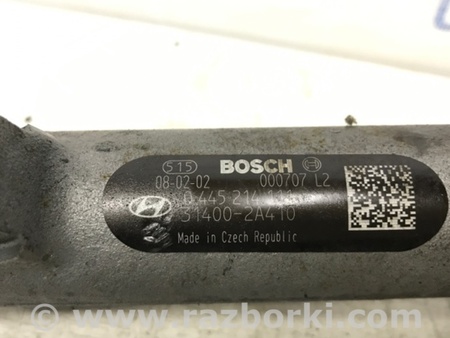 515 BOSCH
08-02-02 000707 L2
0 445 214
31400-2A410
Made in Czech Republic
www.razborki.com